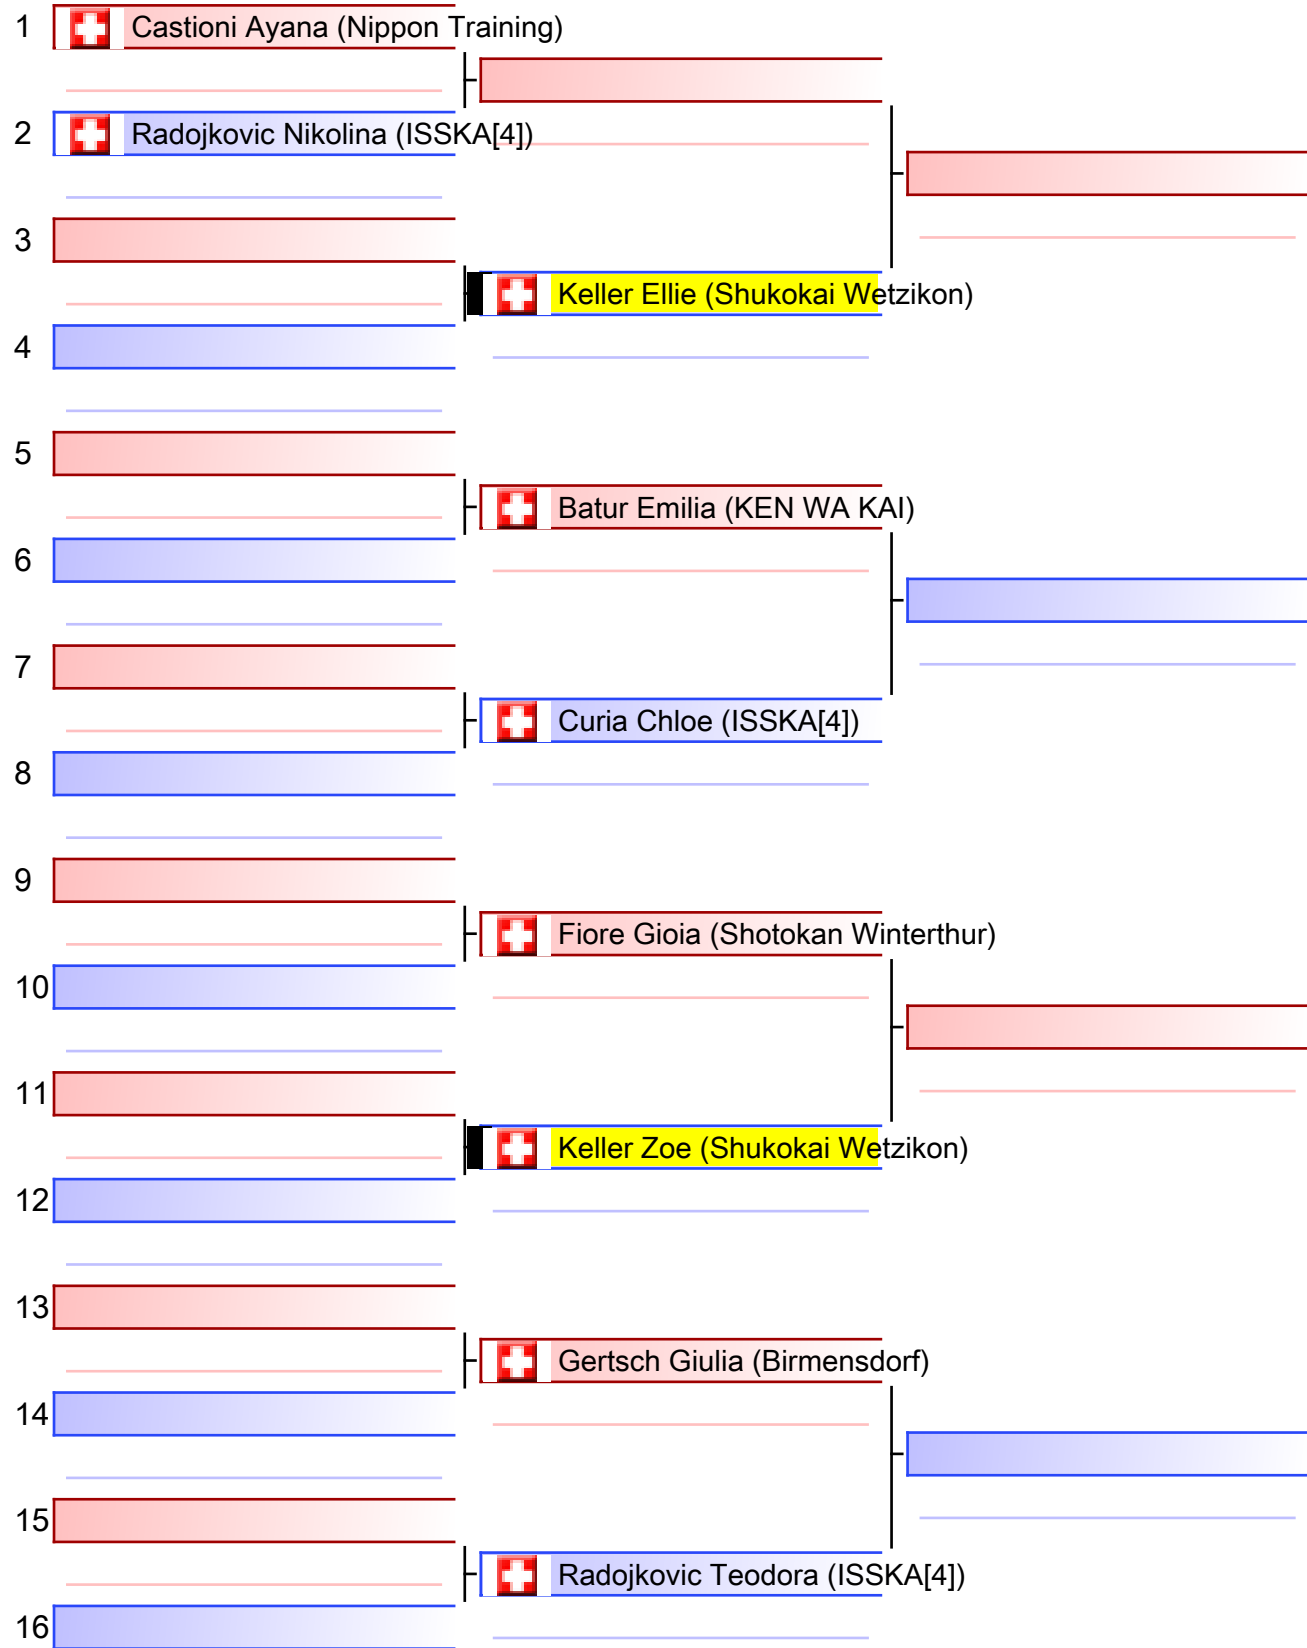 1 Castioni Ayana (Nippon Training)
2 Radojkovic Nikolina (ISSKA[4])
3
Keller Ellie (Shukokai Wetzikon)
4
5
Batur Emilia (KEN WA KAI)
6
7
Curia Chloe (ISSKA[4])
8
9
Fiore Gioia (Shotokan Winterthur)
10
11
Keller Zoe (Shukokai Wetzikon)
12
13
Gertsch Giulia (Birmensdorf)
14
15
Radojkovic Teodora (ISSKA[4])
16